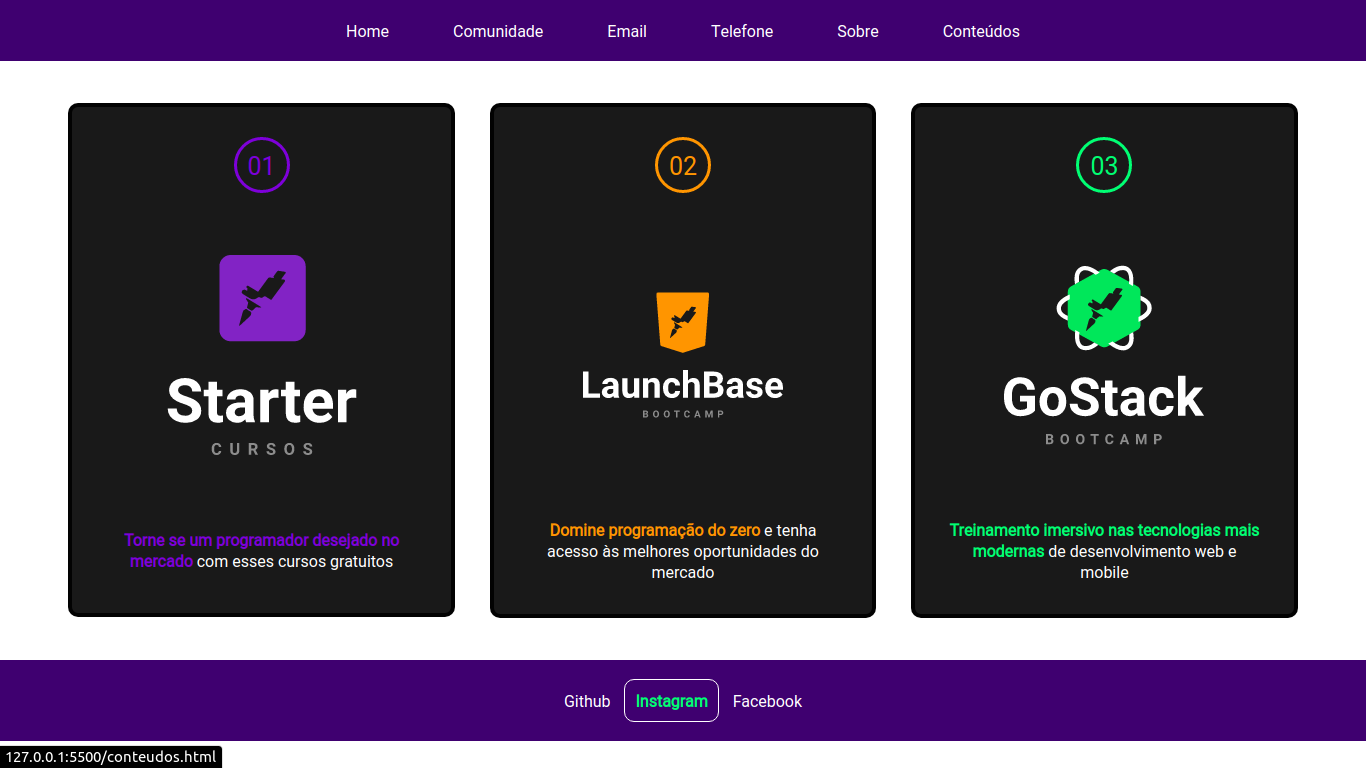 Home Comunidade Email Telefone Sobre Conteúdos
01
Starter
CURSOS
Torne se um programador desejado no
mercado com esses cursos gratuitos
02
LaunchBase
BOOTCAMP
Domine programação do zero e tenha
acesso às melhores oportunidades do
mercado
03
GoStack
BOOTCAMP
Treinamento imersivo nas tecnologias mais
modernas de desenvolvimento web e
mobile
Github Instagram Facebook
127.0.0.1:5500/conteudos.html